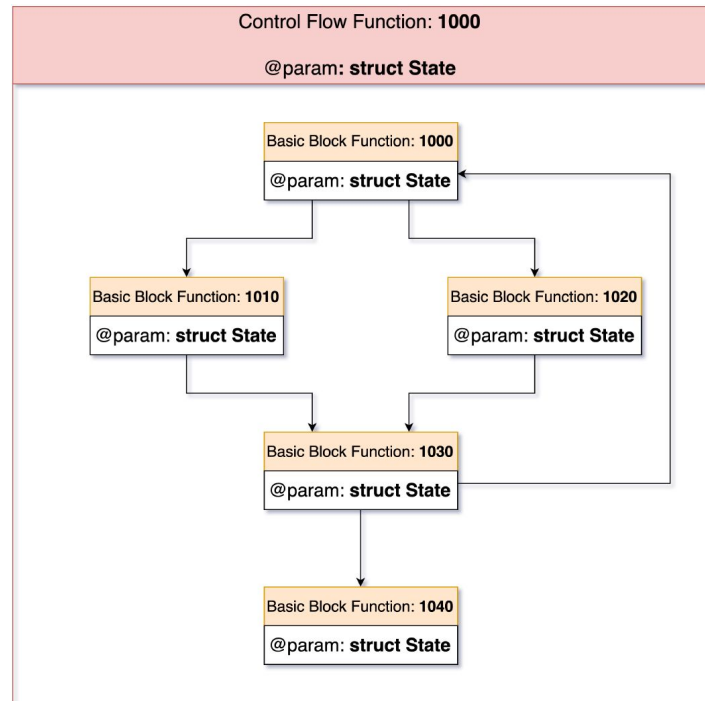 Control Flow Function: 1000
@param: struct State
Basic Block Function: 1000
@param: struct State
Basic Block Function: 1010
@param: struct State
Basic Block Function: 1020
@param: struct State
Basic Block Function: 1030
@param: struct State
Basic Block Function: 1040
@param: struct State